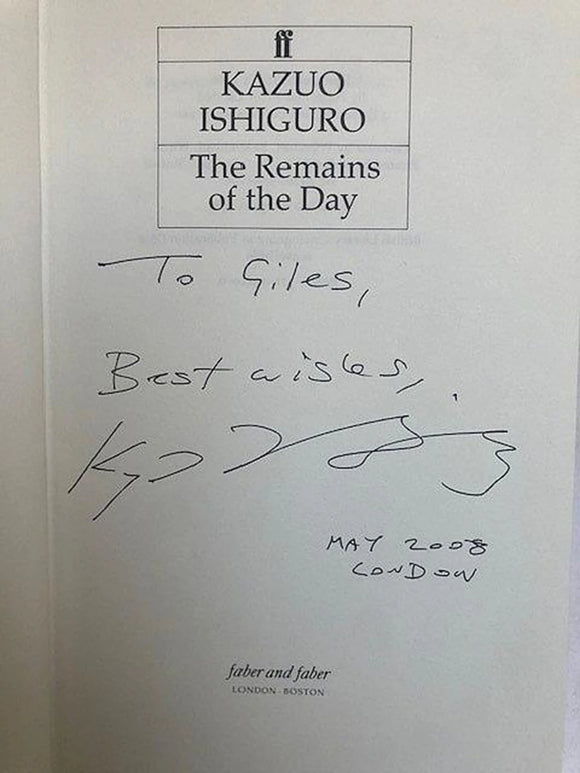 ff
KAZUO
ISHIGURO
The Remains
of the Day
To Giles,
Best wishes,
MAY 2008
LONDON
faber and faber
LONDON · BOSTON